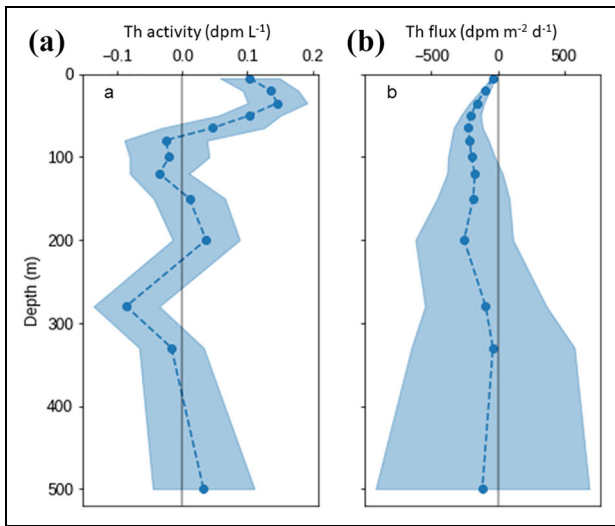 (a) Th activity (dpm L⁻¹)
−0.1 0.0 0.1 0.2
a
0
100
200
300
400
500
Depth (m)
(b) Th flux (dpm m⁻² d⁻¹)
−500 0 500
b